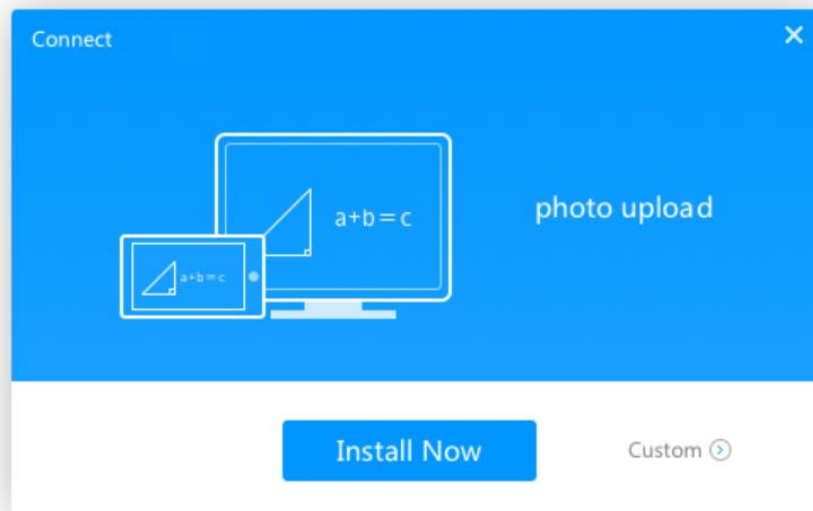 Connect
photo upload
a+b=c
a+b=c
Install Now
Custom